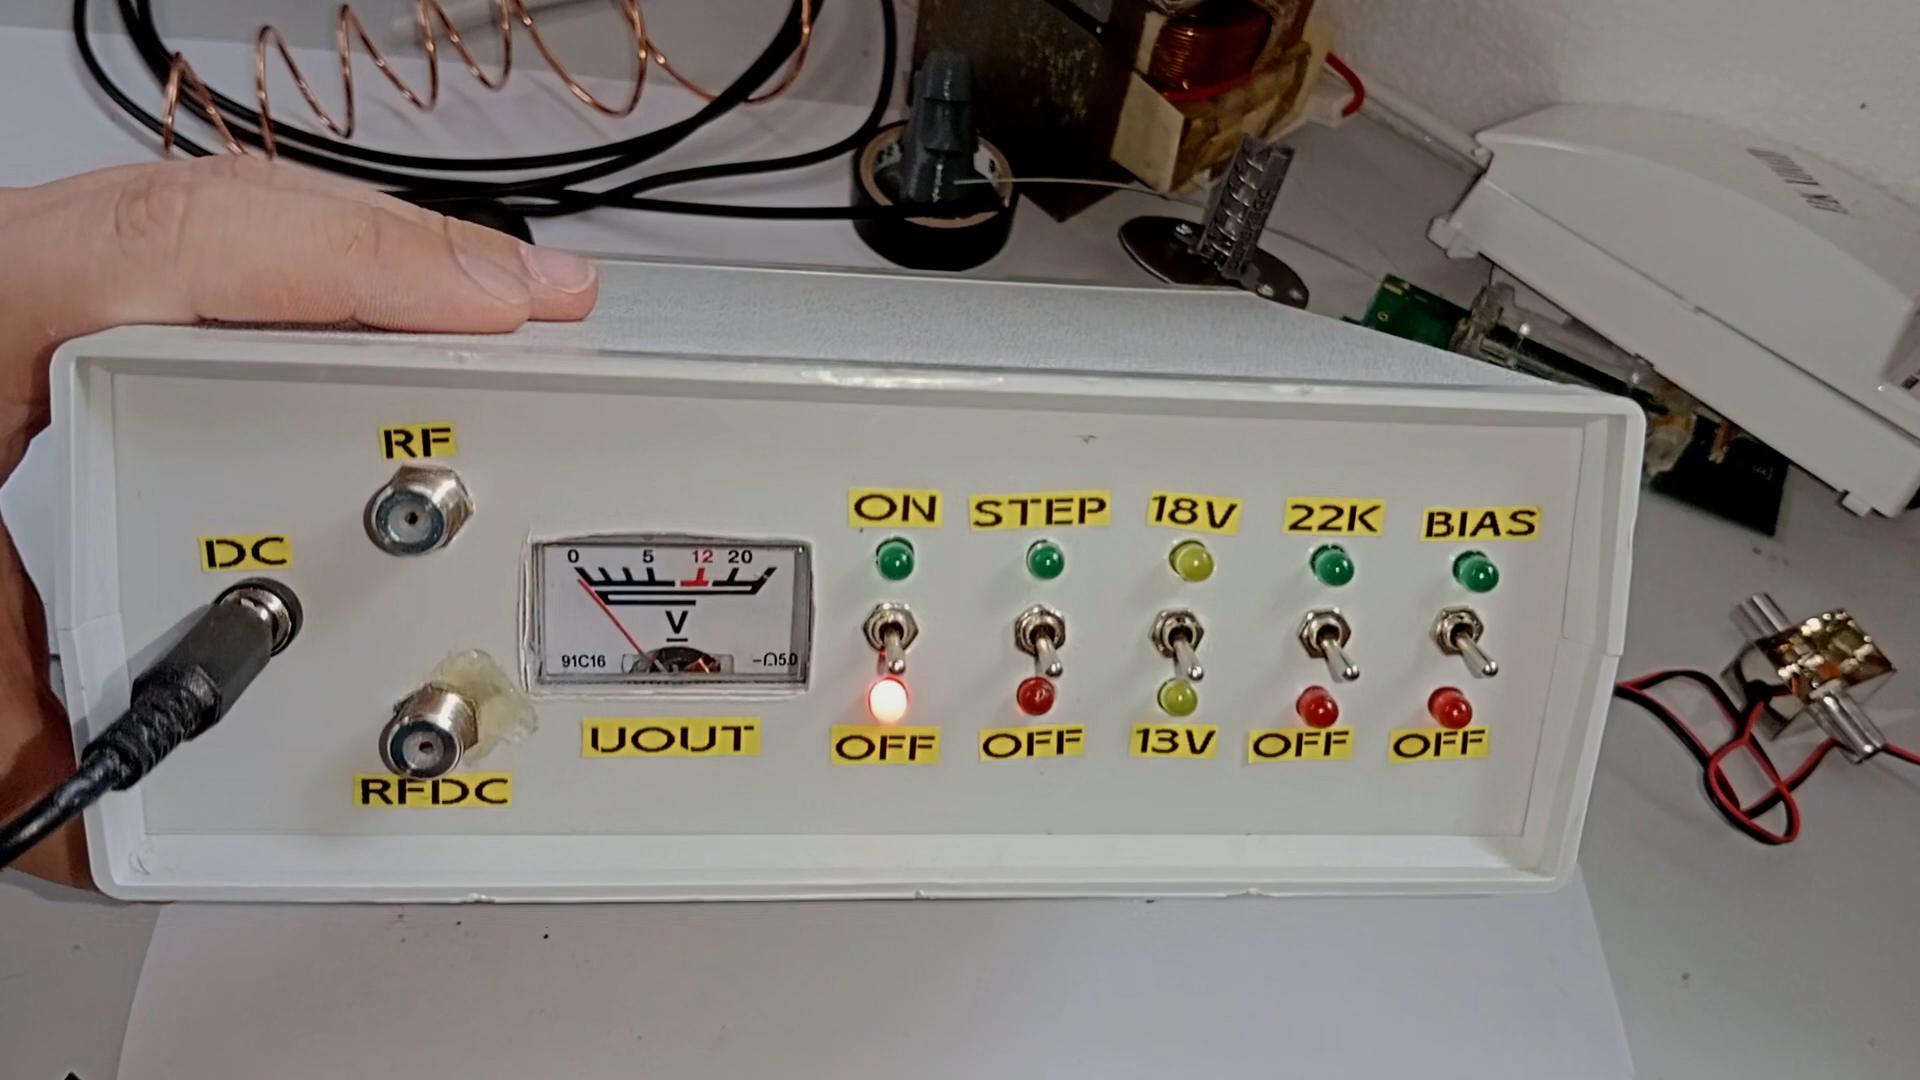 RF
DC
RFDC
0 5 12 20
V
91C16
5.0
UOUT
ON STEP 18V 22K BIAS
OFF OFF 13V OFF OFF